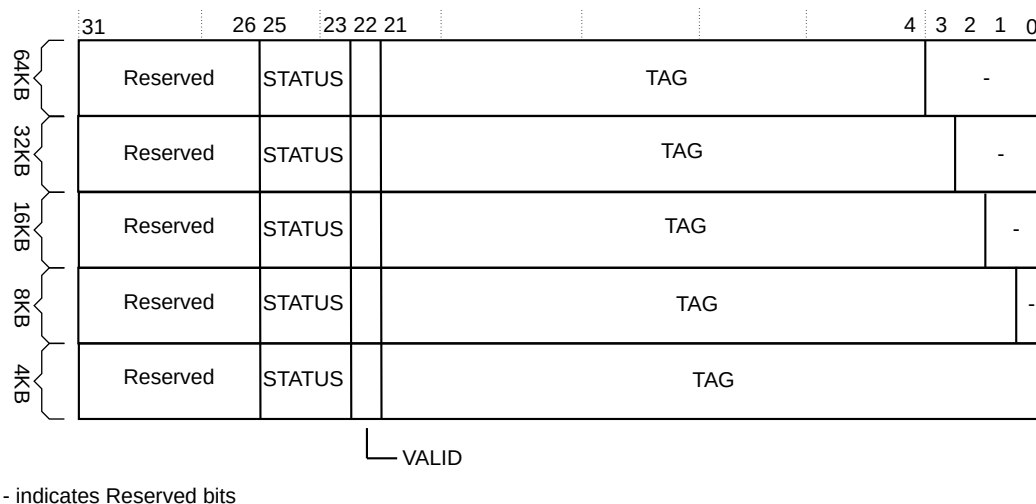 31 26 25 23 22 21 4 3 2 1 0
64KB Reserved STATUS TAG -
32KB Reserved STATUS TAG -
16KB Reserved STATUS TAG -
8KB Reserved STATUS TAG -
4KB Reserved STATUS TAG
VALID
- indicates Reserved bits